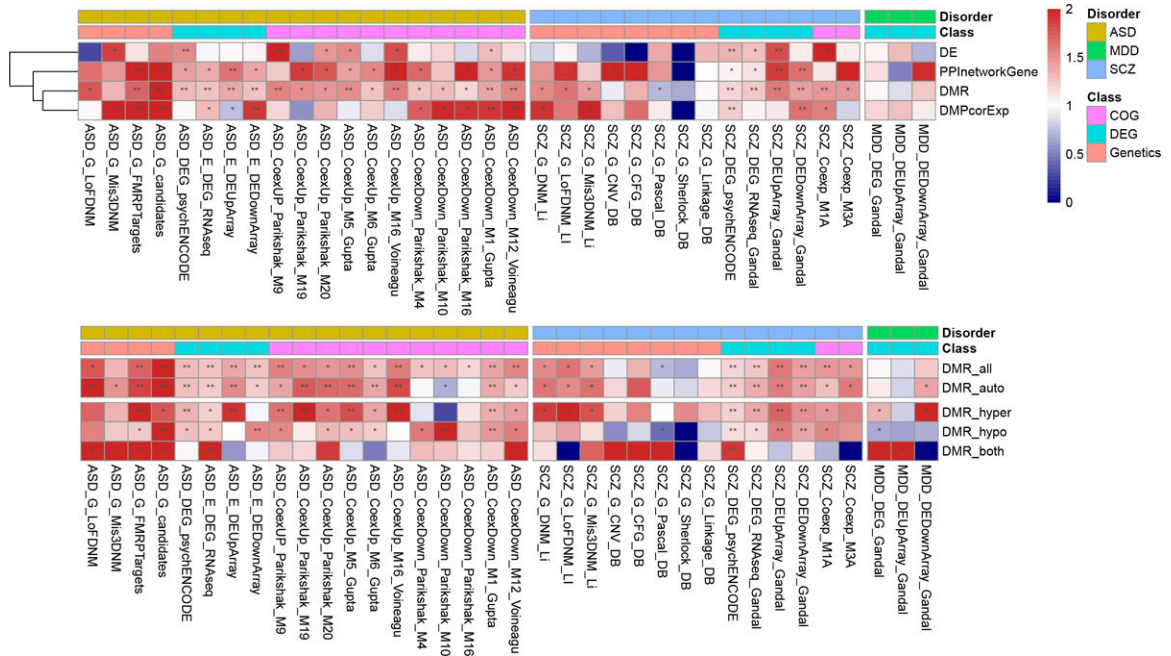 Disorder
Class
DE
PPInetworkGene
DMR
DMPcorExp
ASD_G_LoFDNM
ASD_G_Mis3DNM
ASD_G_FMRPTargets
ASD_G_candidates
ASD_DEG_psychENCODE
ASD_E_DEG_RNAseq
ASD_E_DEUpArray
ASD_E_DEDownArray
ASD_CoexUP_Parikshak_M9
ASD_CoexUp_Parikshak_M19
ASD_CoexUp_Parikshak_M20
ASD_CoexUp_M5_Gupta
ASD_CoexUp_M6_Gupta
ASD_CoexUp_M16_Voineagu
ASD_CoexDown_Parikshak_M4
ASD_CoexDown_Parikshak_M10
ASD_CoexDown_Parikshak_M16
ASD_CoexDown_M1_Gupta
ASD_CoexDown_M12_Voineagu
SCZ_G_DNM_Li
SCZ_G_LoFDNM_LI
SCZ_G_Mis3DNM_Li
SCZ_G_CNV_DB
SCZ_G_CFG_DB
SCZ_G_Pascal_DB
SCZ_G_Sherlock_DB
SCZ_G_Linkage_DB
SCZ_DEG_psychENCODE
SCZ_DEG_RNAseq_Gandal
SCZ_DEUpArray_Gandal
SCZ_DEDownArray_Gandal
SCZ_Coexp_M1A
SCZ_Coexp_M3A
MDD_DEG_Gandal
MDD_DEUpArray_Gandal
MDD_DEDownArray_Gandal
2
1.5
1
0.5
0
Disorder
ASD
MDD
SCZ
Class
COG
DEG
Genetics
Disorder
Class
DMR_all
DMR_auto
DMR_hyper
DMR_hypo
DMR_both
ASD_G_LoFDNM
ASD_G_Mis3DNM
ASD_G_FMRPTargets
ASD_G_candidates
ASD_DEG_psychENCODE
ASD_E_DEG_RNAseq
ASD_E_DEUpArray
ASD_E_DEDownArray
ASD_CoexUP_Parikshak_M9
ASD_CoexUp_Parikshak_M19
ASD_CoexUp_Parikshak_M20
ASD_CoexUp_M5_Gupta
ASD_CoexUp_M6_Gupta
ASD_CoexUp_M16_Voineagu
ASD_CoexDown_Parikshak_M4
ASD_CoexDown_Parikshak_M10
ASD_CoexDown_Parikshak_M16
ASD_CoexDown_M1_Gupta
ASD_CoexDown_M12_Voineagu
SCZ_G_DNM_Li
SCZ_G_LoFDNM_LI
SCZ_G_Mis3DNM_Li
SCZ_G_CNV_DB
SCZ_G_CFG_DB
SCZ_G_Pascal_DB
SCZ_G_Sherlock_DB
SCZ_G_Linkage_DB
SCZ_DEG_psychENCODE
SCZ_DEG_RNAseq_Gandal
SCZ_DEUpArray_Gandal
SCZ_DEDownArray_Gandal
SCZ_Coexp_M1A
SCZ_Coexp_M3A
MDD_DEG_Gandal
MDD_DEUpArray_Gandal
MDD_DEDownArray_Gandal